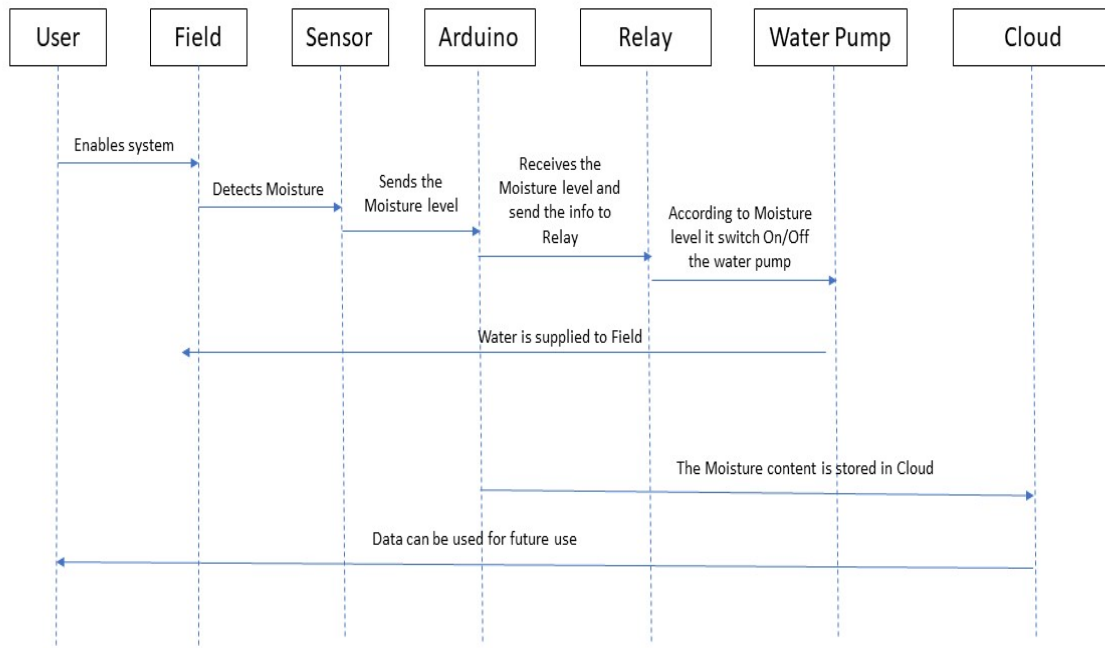 User
Field
Sensor
Arduino
Relay
Water Pump
Cloud
Enables system
Detects Moisture
Sends the
Moisture level
Receives the
Moisture level and
send the info to
Relay
According to Moisture
level it switch On/Off
the water pump
Water is supplied to Field
The Moisture content is stored in Cloud
Data can be used for future use